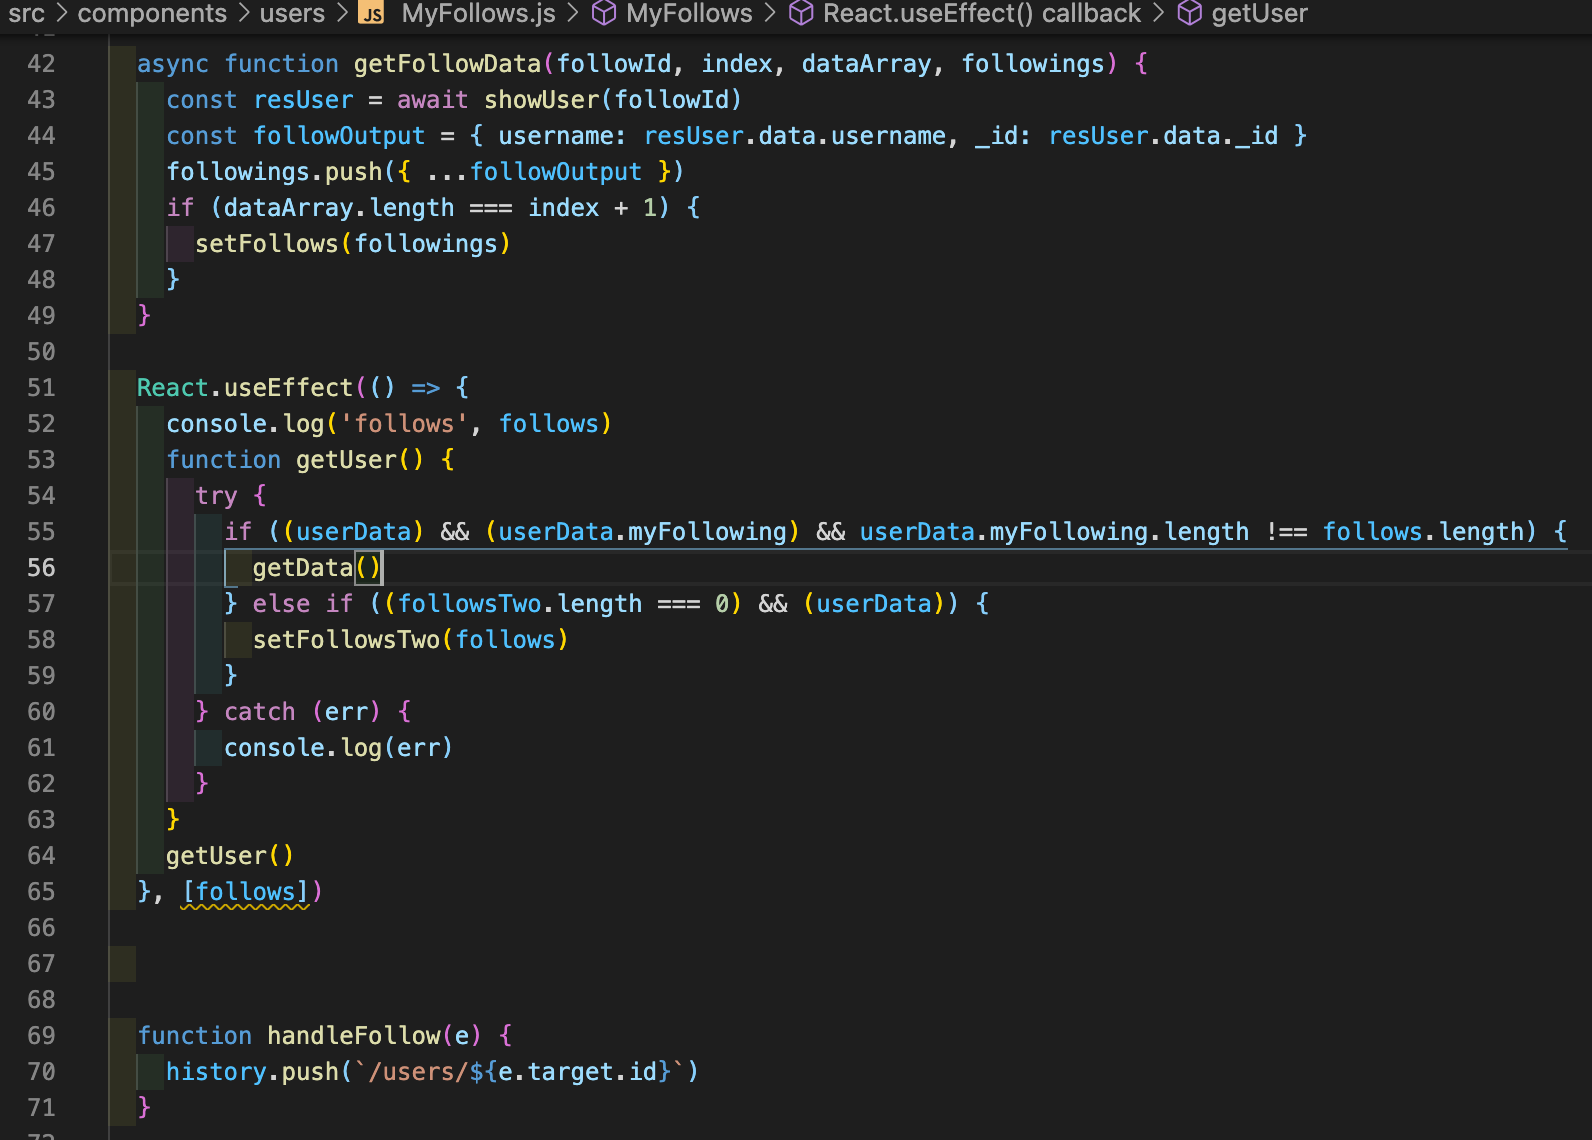 src > components > users > JS MyFollows.js > MyFollows > React.useEffect() callback > getUser
42 async function getFollowData(followId, index, dataArray, followings) {
43 const resUser = await showUser(followId)
44 const followOutput = { username: resUser.data.username, _id: resUser.data._id }
45 followings.push({ ...followOutput })
46 if (dataArray.length === index + 1) {
47 setFollows(followings)
48 }
49 }
50
51 React.useEffect(() => {
52 console.log('follows', follows)
53 function getUser() {
54 try {
55 if ((userData) && (userData.myFollowing) && userData.myFollowing.length !== follows.length) {
56 getData()
57 } else if ((followsTwo.length === 0) && (userData)) {
58 setFollowsTwo(follows)
59 }
60 } catch (err) {
61 console.log(err)
62 }
63 }
64 getUser()
65 }, [follows])
66
67
68
69 function handleFollow(e) {
70 history.push(`/users/${e.target.id}`)
71 }